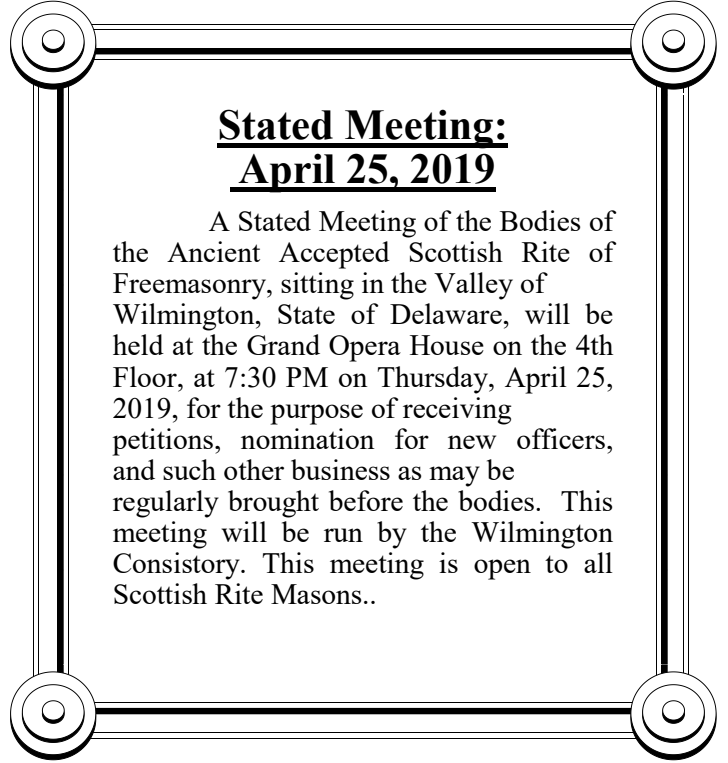 Stated Meeting:
April 25, 2019
A Stated Meeting of the Bodies of
the Ancient Accepted Scottish Rite of
Freemasonry, sitting in the Valley of
Wilmington, State of Delaware, will be
held at the Grand Opera House on the 4th
Floor, at 7:30 PM on Thursday, April 25,
2019, for the purpose of receiving
petitions, nomination for new officers,
and such other business as may be
regularly brought before the bodies. This
meeting will be run by the Wilmington
Consistory. This meeting is open to all
Scottish Rite Masons..